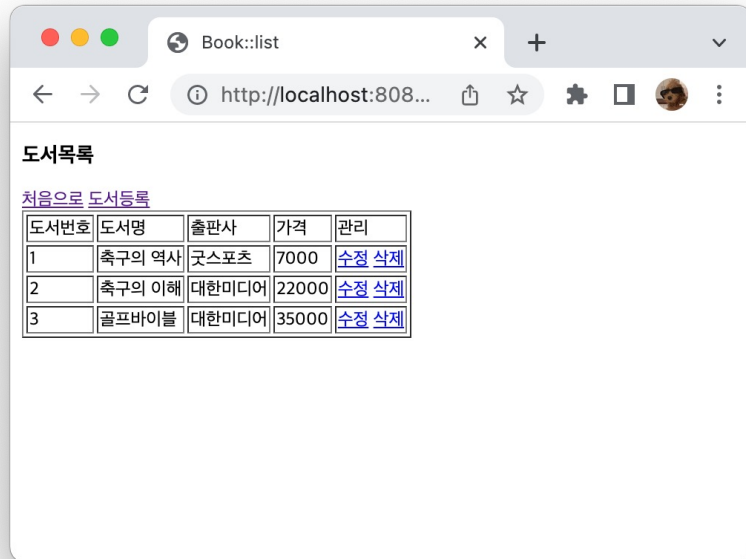 Book::list
http://localhost:808...
도서목록
처음으로 도서등록
도서번호 도서명 출판사 가격 관리
1 축구의 역사 굿스포츠 7000 수정 삭제
2 축구의 이해 대한미디어 22000 수정 삭제
3 골프바이블 대한미디어 35000 수정 삭제